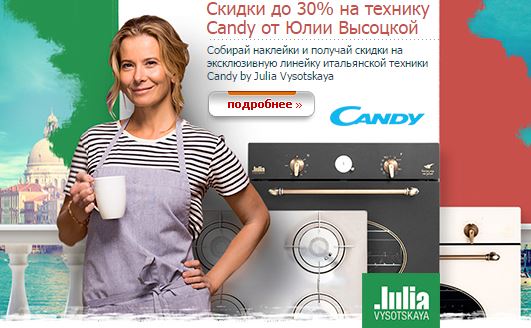 Скидки до 30% на технику
Candy от Юлии Высоцкой
Собирай наклейки и получай скидки на
эксклюзивную линейку итальянской техники
Candy by Julia Vysotskaya
подробнее »
CANDY
Julia
Julia
VYSOTSKAYA